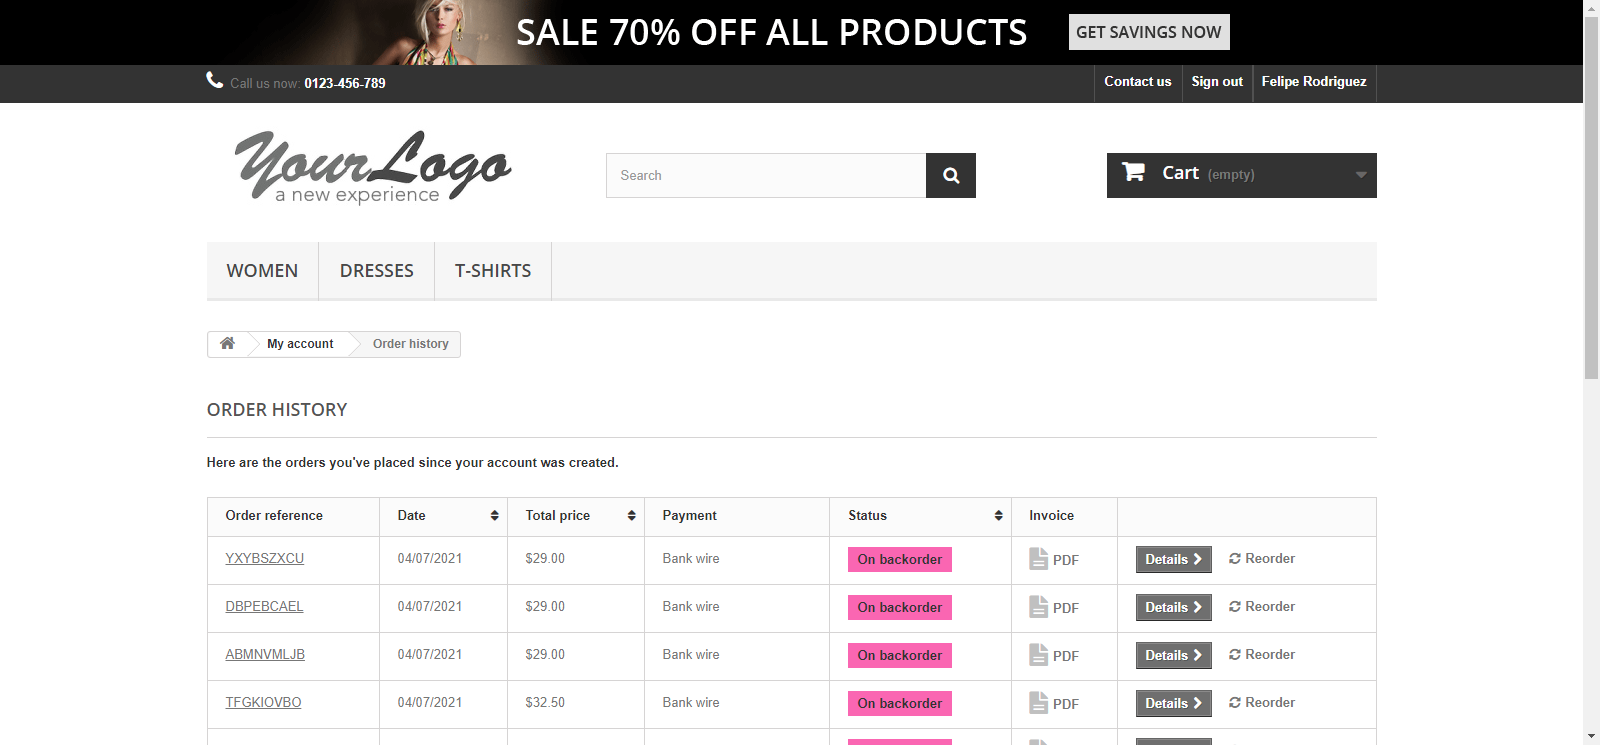 SALE 70% OFF ALL PRODUCTS GET SAVINGS NOW
Call us now: 0123-456-789 Contact us Sign out Felipe Rodriguez
YourLogo
a new experience
Search
Cart (empty)
WOMEN DRESSES T-SHIRTS
My account Order history
ORDER HISTORY
Here are the orders you've placed since your account was created.
Order reference Date Total price Payment Status Invoice
YXYBSZXCU 04/07/2021 $29.00 Bank wire On backorder PDF Details Reorder
DBPEBCAEL 04/07/2021 $29.00 Bank wire On backorder PDF Details Reorder
ABMNVMLJB 04/07/2021 $29.00 Bank wire On backorder PDF Details Reorder
TFGKIOVBO 04/07/2021 $32.50 Bank wire On backorder PDF Details Reorder